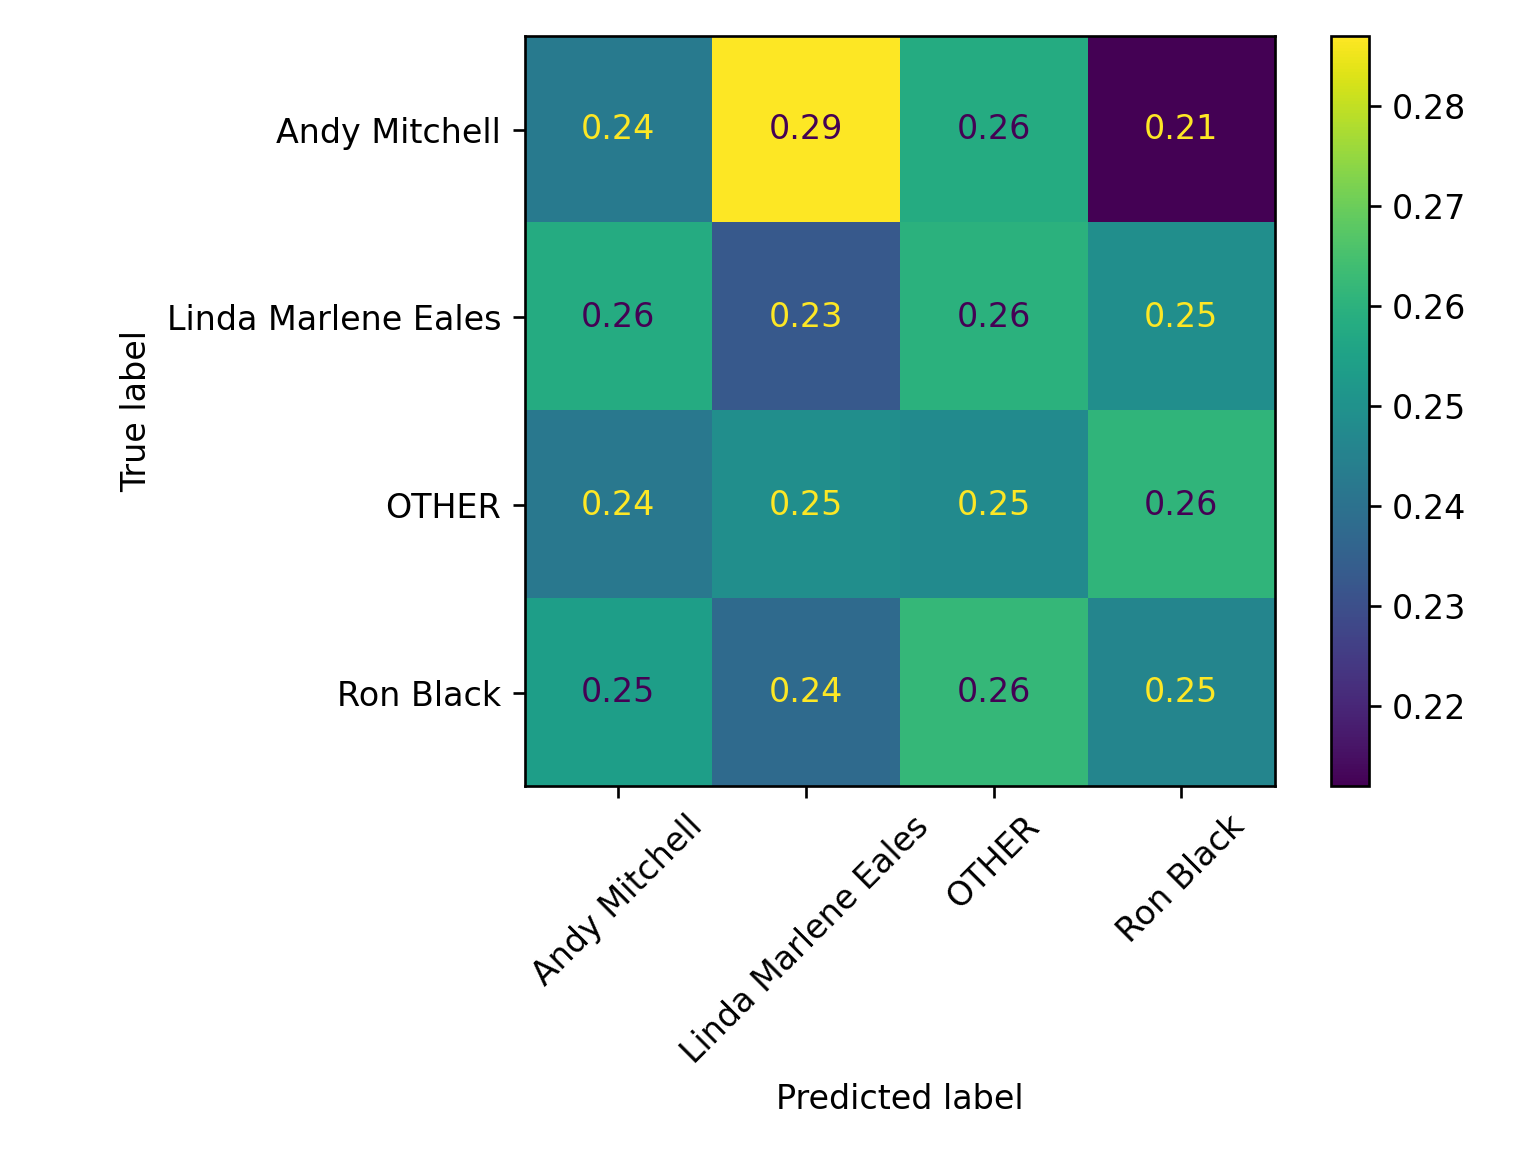 Andy Mitchell 0.24 0.29 0.26 0.21
Linda Marlene Eales 0.26 0.23 0.26 0.25
OTHER 0.24 0.25 0.25 0.26
Ron Black 0.25 0.24 0.26 0.25
True label
Andy Mitchell
Linda Marlene Eales
OTHER
Ron Black
Predicted label
0.28
0.27
0.26
0.25
0.24
0.23
0.22